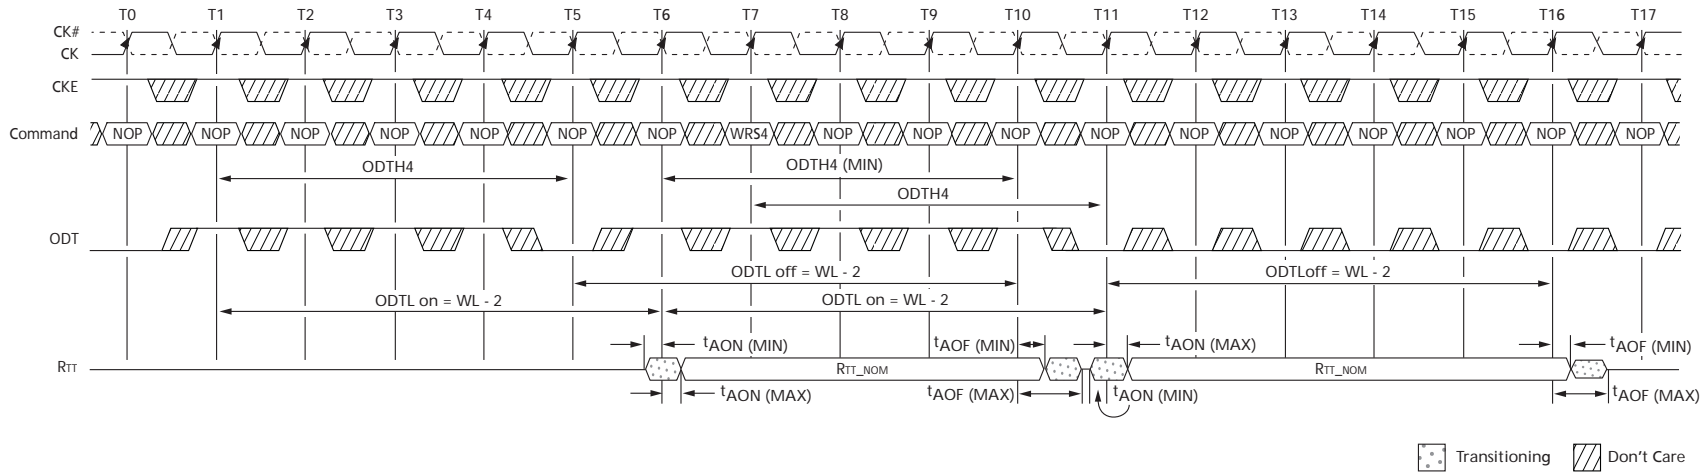 T0 T1 T2 T3 T4 T5 T6 T7 T8 T9 T10 T11 T12 T13 T14 T15 T16 T17
CK#
CK
CKE
Command NOP NOP NOP NOP NOP NOP NOP WRS4 NOP NOP NOP NOP NOP NOP NOP NOP NOP NOP
ODTH4 ODTH4 (MIN)
ODTH4
ODT
ODTL off = WL - 2 ODTLoff = WL - 2
ODTL on = WL - 2 ODTL on = WL - 2
tAON (MIN) tAOF (MIN) tAON (MAX) tAOF (MIN)
RTT RTT_NOM RTT_NOM
tAON (MAX) tAOF (MAX) tAON (MIN) tAOF (MAX)
Transitioning Don't Care